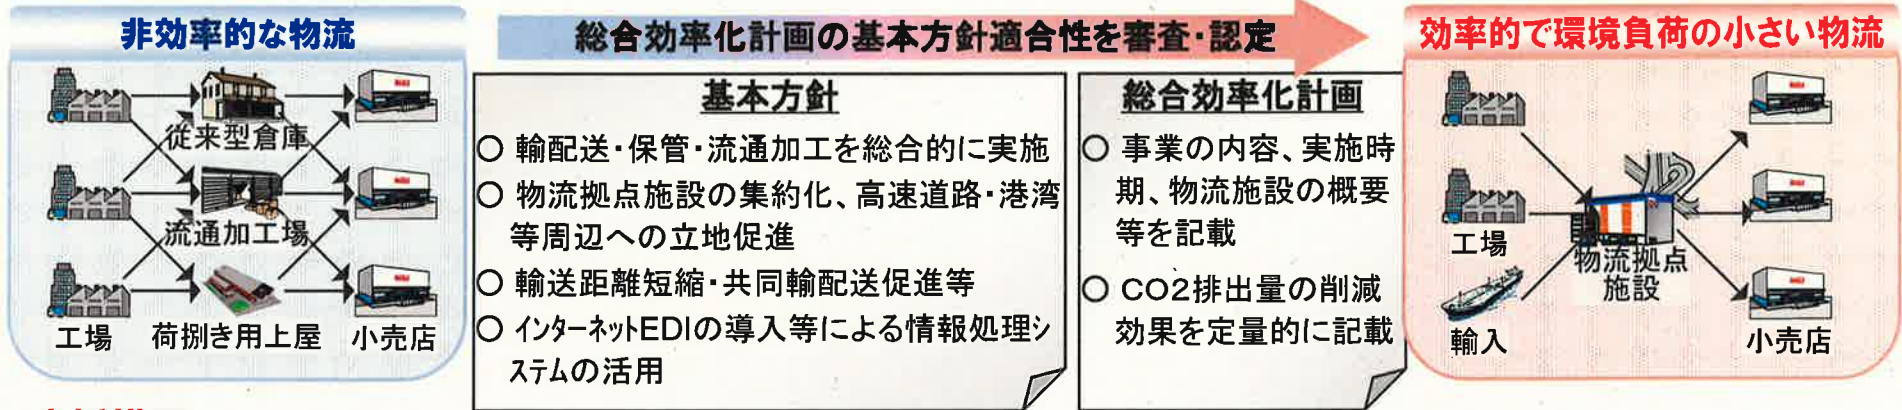 非効率的な物流
従来型倉庫
流通加工場
工場
荷捌き用上屋
小売店
総合効率化計画の基本方針適合性を審査・認定
基本方針
○ 輸配送・保管・流通加工を総合的に実施
○ 物流拠点施設の集約化、高速道路・港湾
等周辺への立地促進
○ 輸送距離短縮・共同輸配送促進等
○ インターネットEDIの導入等による情報処理シ
ステムの活用
総合効率化計画
○ 事業の内容、実施時
期、物流施設の概要
等を記載
○ CO2排出量の削減
効果を定量的に記載
効率的で環境負荷の小さい物流
工場
物流拠点
施設
輸入
小売店